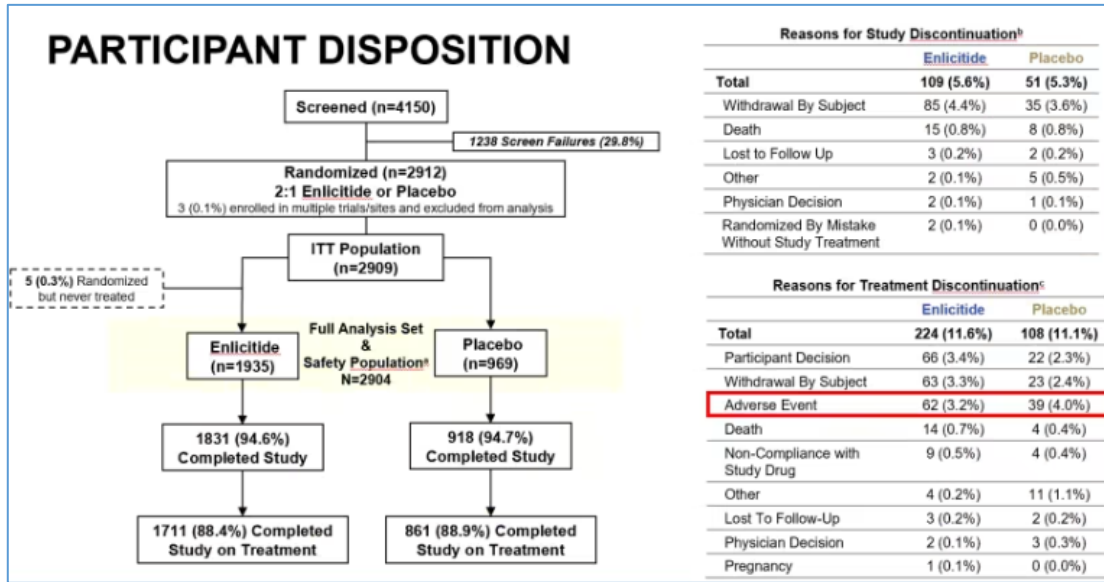 PARTICIPANT DISPOSITION
Screened (n=4150)
1238 Screen Failures (29.8%)
Randomized (n=2912)
2:1 Enlicitide or Placebo
3 (0.1%) enrolled in multiple trials/sites and excluded from analysis
ITT Population
(n=2909)
5 (0.3%) Randomized
but never treated
Full Analysis Set
&
Safety Populationᵃ
N=2904
Enlicitide
(n=1935)
Placebo
(n=969)
1831 (94.6%)
Completed Study
918 (94.7%)
Completed Study
1711 (88.4%) Completed
Study on Treatment
861 (88.9%) Completed
Study on Treatment
Reasons for Study Discontinuationᵇ
Enlicitide Placebo
Total 109 (5.6%) 51 (5.3%)
Withdrawal By Subject 85 (4.4%) 35 (3.6%)
Death 15 (0.8%) 8 (0.8%)
Lost to Follow Up 3 (0.2%) 2 (0.2%)
Other 2 (0.1%) 5 (0.5%)
Physician Decision 2 (0.1%) 1 (0.1%)
Randomized By Mistake 2 (0.1%) 0 (0.0%)
Without Study Treatment
Reasons for Treatment Discontinuationᶜ
Enlicitide Placebo
Total 224 (11.6%) 108 (11.1%)
Participant Decision 66 (3.4%) 22 (2.3%)
Withdrawal By Subject 63 (3.3%) 23 (2.4%)
Adverse Event 62 (3.2%) 39 (4.0%)
Death 14 (0.7%) 4 (0.4%)
Non-Compliance with 9 (0.5%) 4 (0.4%)
Study Drug
Other 4 (0.2%) 11 (1.1%)
Lost To Follow-Up 3 (0.2%) 2 (0.2%)
Physician Decision 2 (0.1%) 3 (0.3%)
Pregnancy 1 (0.1%) 0 (0.0%)